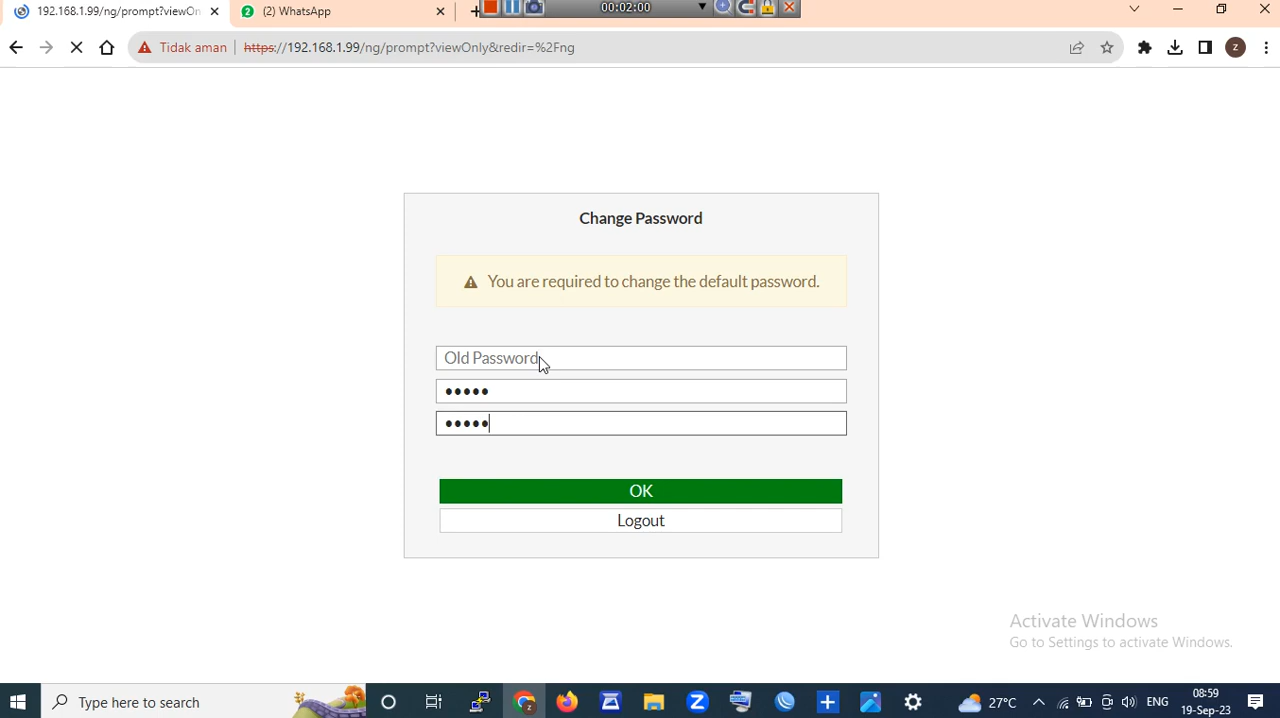 192.168.1.99/ng/prompt?viewOn
(2) WhatsApp
00:02:00
Tidak aman
https://192.168.1.99/ng/prompt?viewOnly&redir=%2Fng
Z
Change Password
You are required to change the default password.
Old Password
•••••
•••••
OK
Logout
Activate Windows
Go to Settings to activate Windows.
Type here to search
27°C
ENG
08:59
19-Sep-23